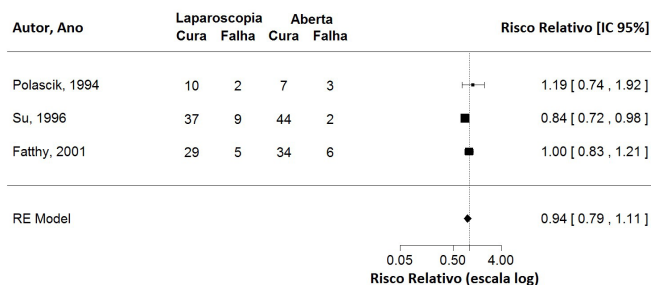 Autor, Ano Laparoscopia Aberta Risco Relativo [IC 95%]
Cura Falha Cura Falha
Polascik, 1994 10 2 7 3 1.19 [ 0.74 , 1.92 ]
Su, 1996 37 9 44 2 0.84 [ 0.72 , 0.98 ]
Fatthy, 2001 29 5 34 6 1.00 [ 0.83 , 1.21 ]
RE Model 0.94 [ 0.79 , 1.11 ]
0.05 0.50 4.00
Risco Relativo (escala log)